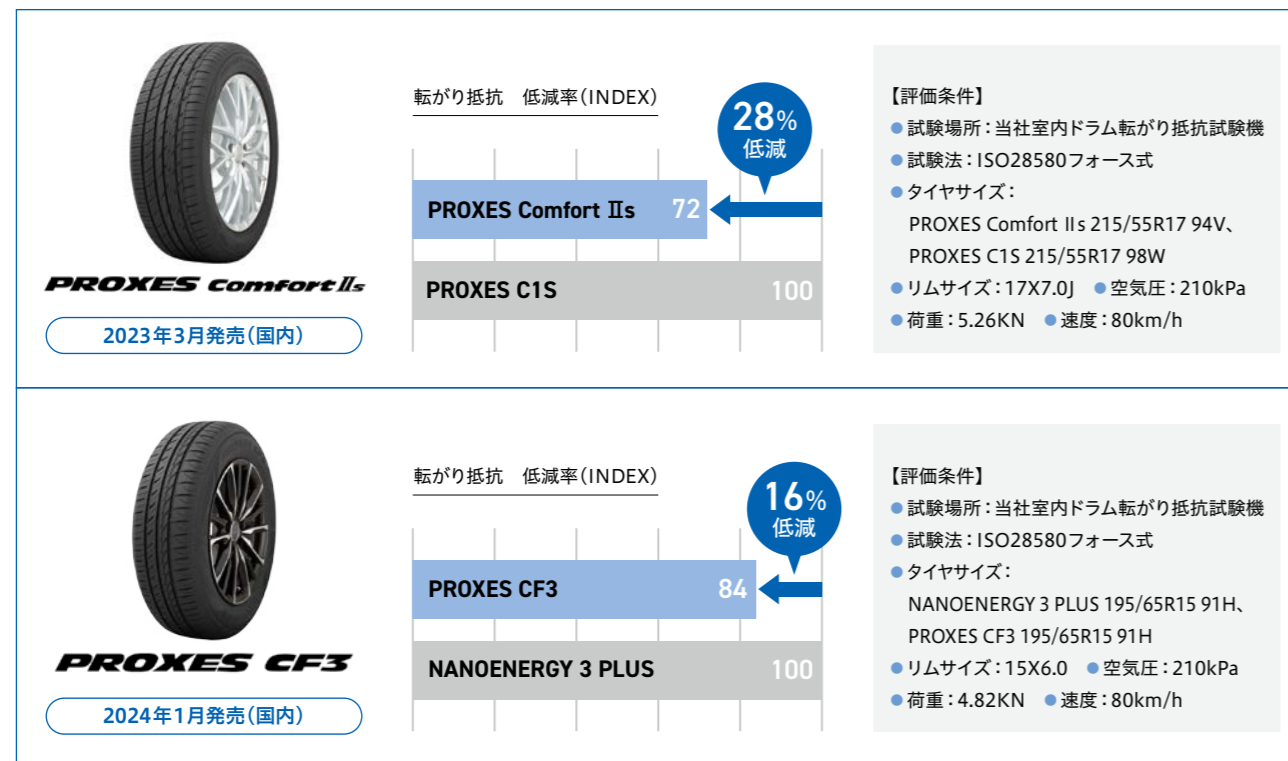 PROXES Comfort Ⅱs
2023年3月発売(国内)
転がり抵抗 低減率(INDEX)
28%
低減
PROXES Comfort Ⅱs 72
PROXES C1S 100
【評価条件】
●試験場所：当社室内ドラム転がり抵抗試験機
●試験法：ISO28580フォース式
●タイヤサイズ：
PROXES Comfort Ⅱs 215/55R17 94V、
PROXES C1S 215/55R17 98W
●リムサイズ：17X7.0J ●空気圧：210kPa
●荷重：5.26KN ●速度：80km/h
PROXES CF3
2024年1月発売(国内)
転がり抵抗 低減率(INDEX)
16%
低減
PROXES CF3 84
NANOENERGY 3 PLUS 100
【評価条件】
●試験場所：当社室内ドラム転がり抵抗試験機
●試験法：ISO28580フォース式
●タイヤサイズ：
NANOENERGY 3 PLUS 195/65R15 91H、
PROXES CF3 195/65R15 91H
●リムサイズ：15X6.0 ●空気圧：210kPa
●荷重：4.82KN ●速度：80km/h